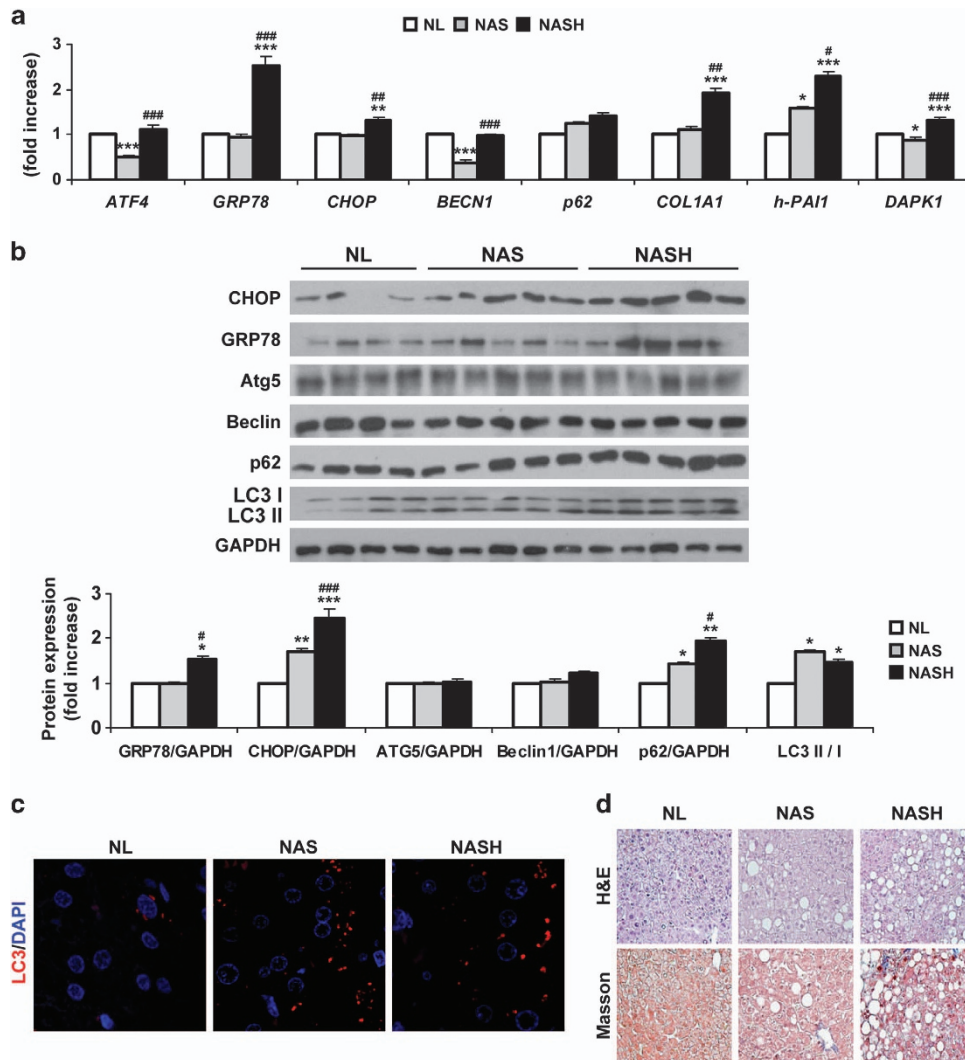 a
NL NAS NASH
(fold increase)
3
2
1
0
*** ###
### ***
## **
*** ###
## ***
* # ***
* ### ***
ATF4 GRP78 CHOP BECN1 p62 COL1A1 h-PAI1 DAPK1
b
NL NAS NASH
CHOP
GRP78
Atg5
Beclin
p62
LC3 I
LC3 II
GAPDH
Protein expression
(fold increase)
3
2
1
0
# *
** ### ***
* # **
* *
NL
NAS
NASH
GRP78/GAPDH CHOP/GAPDH ATG5/GAPDH Beclin1/GAPDH p62/GAPDH LC3 II / I
c
NL NAS NASH
LC3/DAPI
d
NL NAS NASH
H&E
Masson